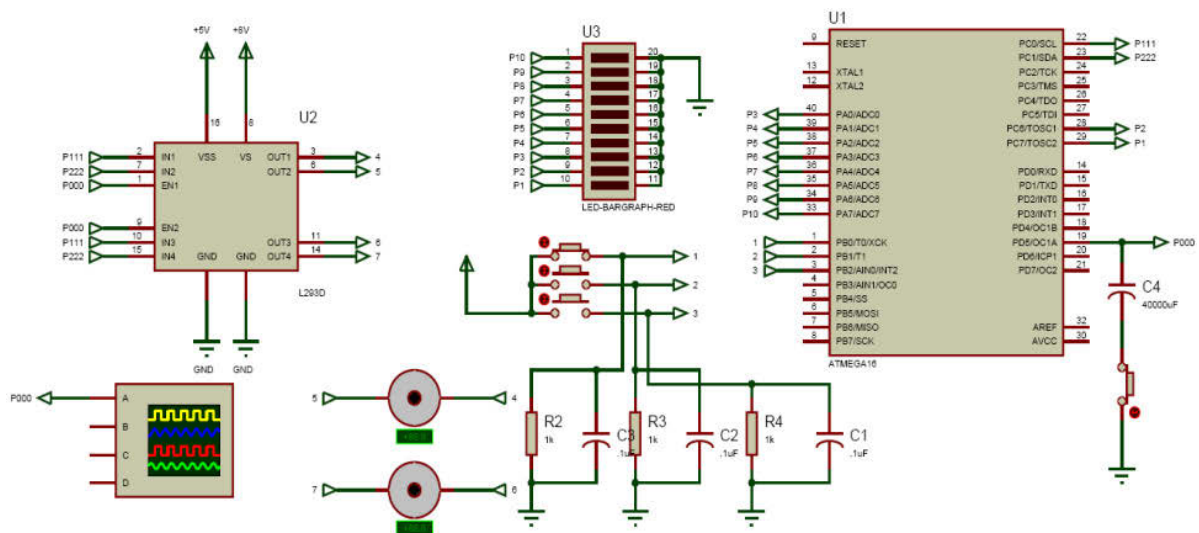 U2
+5V
+6V
16
8
P111 2 IN1 VSS VS OUT1 3 4
P222 7 IN2 OUT2 6 5
P000 1 EN1
P000 9 EN2
P111 10 IN3 OUT3 11 6
P222 15 IN4 GND GND OUT4 14 7
L293D
GND GND
P000 A
B
C
D
U3
P10 1 20
P9 2 19
P8 3 18
P7 4 17
P6 5 16
P5 6 15
P4 7 14
P3 8 13
P2 9 12
P1 10 11
LED-BARGRAPH-RED
1
2
3
5 4
7 6
R2
1k
C3
.1uF
R3
1k
C2
.1uF
R4
1k
C1
.1uF
U1
9 RESET PC0/SCL 22 P111
PC1/SDA 23 P222
13 XTAL1 PC2/TCK 24
12 XTAL2 PC3/TMS 25
PC4/TDO 26
PC5/TDI 27
P3 40 PA0/ADC0
P4 39 PA1/ADC1 PC6/TOSC1 28 P2
P5 38 PA2/ADC2 PC7/TOSC2 29 P1
P6 37 PA3/ADC3
P7 36 PA4/ADC4 PD0/RXD 14
P8 35 PA5/ADC5 PD1/TXD 15
P9 34 PA6/ADC6 PD2/INT0 16
P10 33 PA7/ADC7 PD3/INT1 17
PD4/OC1B 18
1 1 PB0/T0/XCK PD5/OC1A 19 P000
2 2 PB1/T1 PD6/ICP1 20
3 3 PB2/AIN0/INT2 PD7/OC2 21
4 PB3/AIN1/OC0
5 PB4/SS
6 PB5/MOSI
7 PB6/MISO AREF 32
8 PB7/SCK AVCC 30
ATMEGA16
C4
40000uF